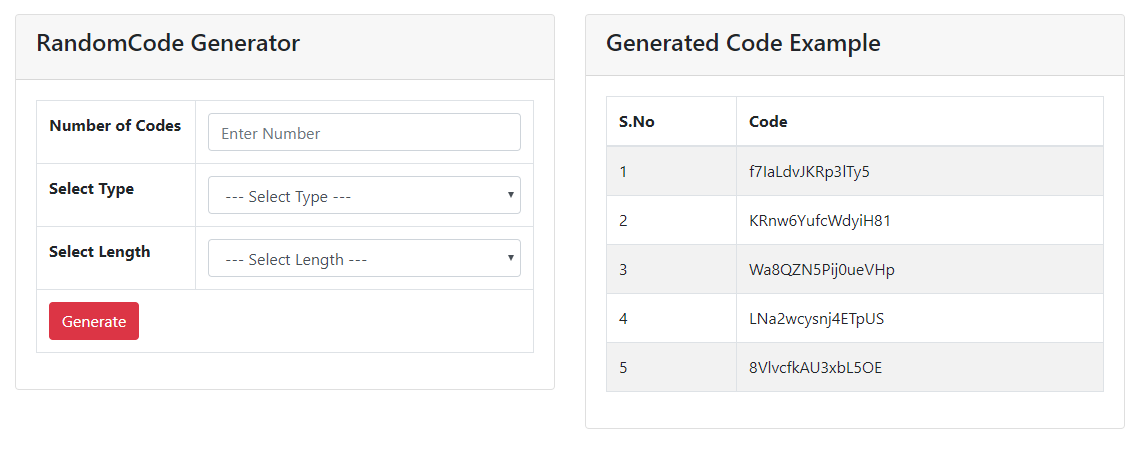 RandomCode Generator
Number of Codes
Enter Number
Select Type
--- Select Type ---
Select Length
--- Select Length ---
Generate
Generated Code Example
S.No Code
1 f7IaLdvJKRp3lTy5
2 KRnw6YufcWdyiH81
3 Wa8QZN5Pij0ueVHp
4 LNa2wcysnj4ETpUS
5 8VlvcfkAU3xbL5OE